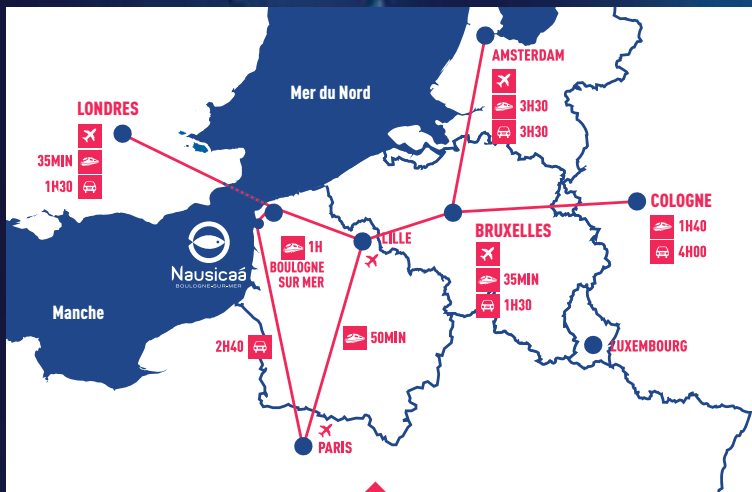 AMSTERDAM
3H30
3H30
Mer du Nord
LONDRES
35MIN
1H30
COLOGNE
1H40
4H00
BRUXELLES
35MIN
1H30
LILLE
1H
BOULOGNE
SUR MER
Nausicaá
BOULOGNE-SUR-MER
Manche
2H40
50MIN
LUXEMBOURG
PARIS